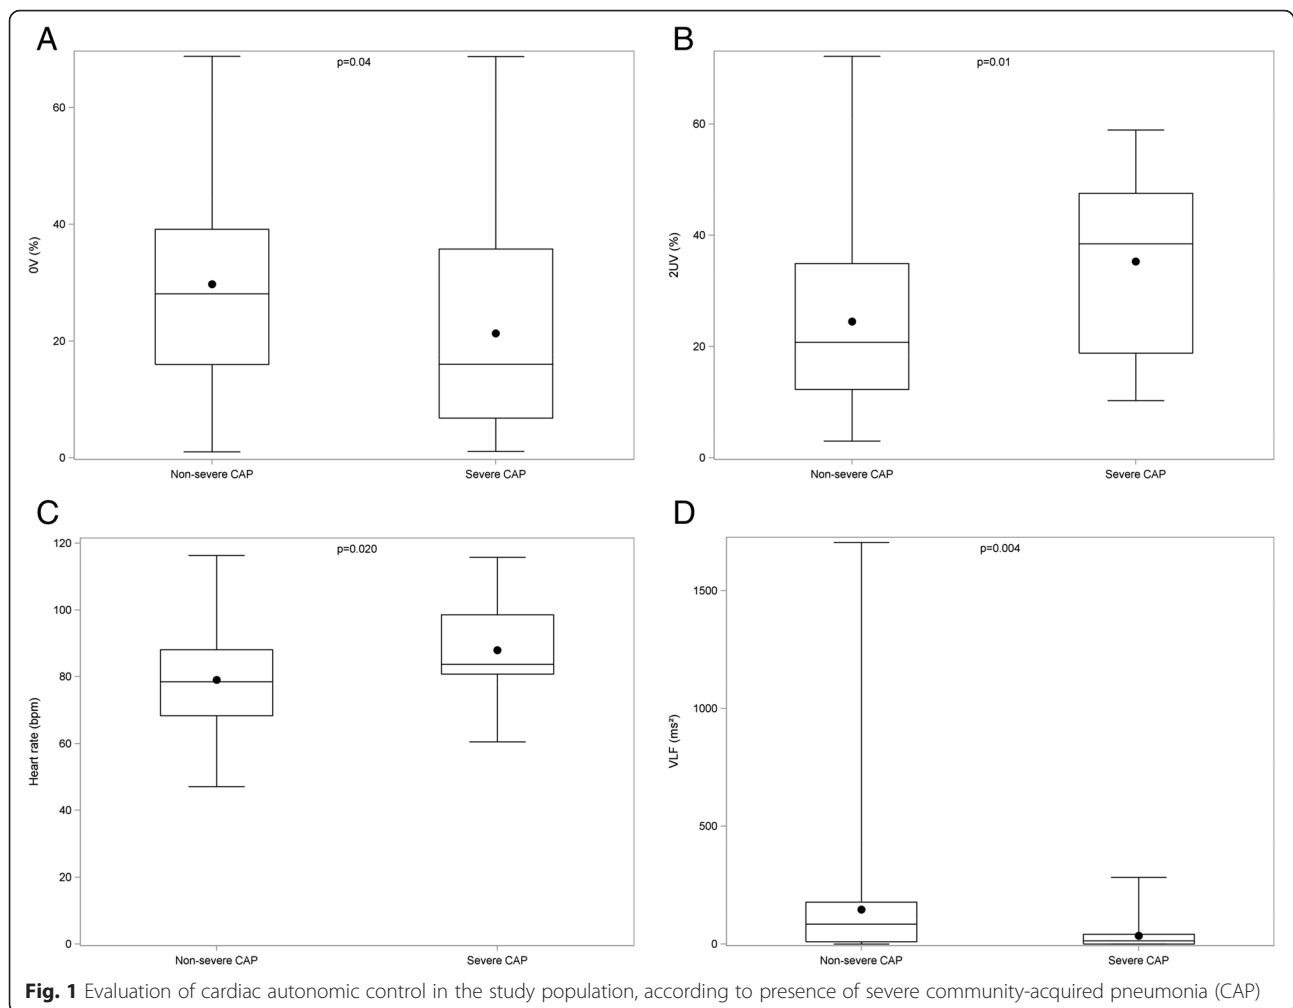 A
p=0.04
60
40
20
0
0V (%)
Non-severe CAP
Severe CAP
B
p=0.01
60
40
20
0
2UV (%)
Non-severe CAP
Severe CAP
C
p=0.020
120
100
80
60
40
20
0
Heart rate (bpm)
Non-severe CAP
Severe CAP
D
p=0.004
1500
1000
500
0
VLF (ms²)
Non-severe CAP
Severe CAP
Fig. 1 Evaluation of cardiac autonomic control in the study population, according to presence of severe community-acquired pneumonia (CAP)